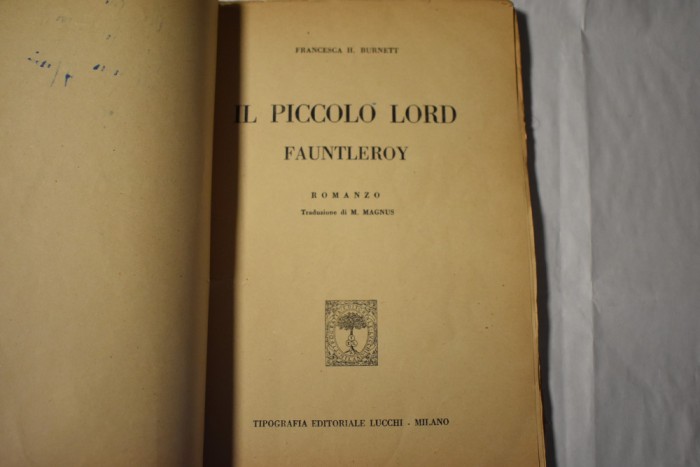 FRANCESCA H. BURNETT
IL PICCOLO LORD
FAUNTLEROY
ROMANZO
Traduzione di M. MAGNUS
TIPOGRAFIA EDITORIALE LUCCHI - MILANO